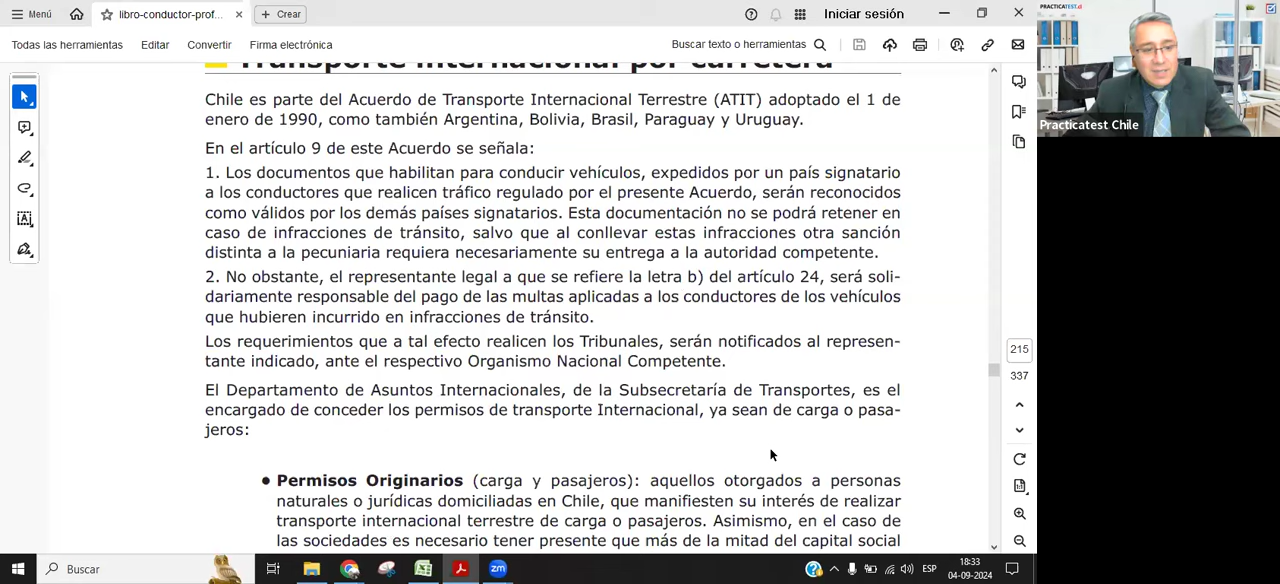 Menú
libro-conductor-prof...
Crear
Iniciar sesión
PRACTICATEST.cl
Todas las herramientas
Editar
Convertir
Firma electrónica
Buscar texto o herramientas
Transporte Internacional por Carretera
Chile es parte del Acuerdo de Transporte Internacional Terrestre (ATIT) adoptado el 1 de
enero de 1990, como también Argentina, Bolivia, Brasil, Paraguay y Uruguay.
Practicatest Chile
En el artículo 9 de este Acuerdo se señala:
1. Los documentos que habilitan para conducir vehículos, expedidos por un país signatario
a los conductores que realicen tráfico regulado por el presente Acuerdo, serán reconocidos
como válidos por los demás países signatarios. Esta documentación no se podrá retener en
caso de infracciones de tránsito, salvo que al conllevar estas infracciones otra sanción
distinta a la pecuniaria requiera necesariamente su entrega a la autoridad competente.
2. No obstante, el representante legal a que se refiere la letra b) del artículo 24, será soli-
dariamente responsable del pago de las multas aplicadas a los conductores de los vehículos
que hubieren incurrido en infracciones de tránsito.
Los requerimientos que a tal efecto realicen los Tribunales, serán notificados al represen-
tante indicado, ante el respectivo Organismo Nacional Competente.
215
337
El Departamento de Asuntos Internacionales, de la Subsecretaría de Transportes, es el
encargado de conceder los permisos de transporte Internacional, ya sean de carga o pasa-
jeros:
● Permisos Originarios (carga y pasajeros): aquellos otorgados a personas
naturales o jurídicas domiciliadas en Chile, que manifiesten su interés de realizar
transporte internacional terrestre de carga o pasajeros. Asimismo, en el caso de
las sociedades es necesario tener presente que más de la mitad del capital social
Buscar
zm
ESP
18:33
04-09-2024